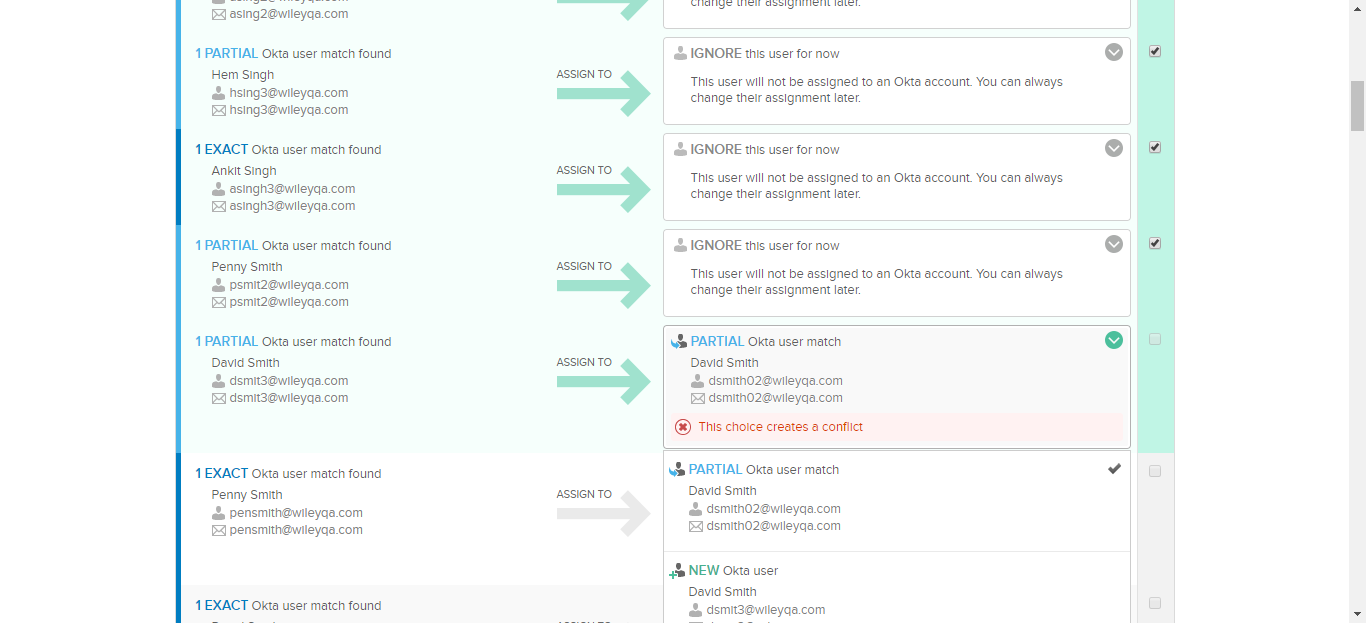 asing2@wileyqa.com
change their assignment later.
1 PARTIAL Okta user match found
Hem Singh
hsing3@wileyqa.com
hsing3@wileyqa.com
ASSIGN TO
IGNORE this user for now
This user will not be assigned to an Okta account. You can always
change their assignment later.
1 EXACT Okta user match found
Ankit Singh
asingh3@wileyqa.com
asingh3@wileyqa.com
ASSIGN TO
IGNORE this user for now
This user will not be assigned to an Okta account. You can always
change their assignment later.
1 PARTIAL Okta user match found
Penny Smith
psmit2@wileyqa.com
psmit2@wileyqa.com
ASSIGN TO
IGNORE this user for now
This user will not be assigned to an Okta account. You can always
change their assignment later.
1 PARTIAL Okta user match found
David Smith
dsmit3@wileyqa.com
dsmit3@wileyqa.com
ASSIGN TO
PARTIAL Okta user match
David Smith
dsmith02@wileyqa.com
dsmith02@wileyqa.com
This choice creates a conflict
1 EXACT Okta user match found
Penny Smith
pensmith@wileyqa.com
pensmith@wileyqa.com
ASSIGN TO
PARTIAL Okta user match
David Smith
dsmith02@wileyqa.com
dsmith02@wileyqa.com
NEW Okta user
David Smith
dsmit3@wileyqa.com
1 EXACT Okta user match found